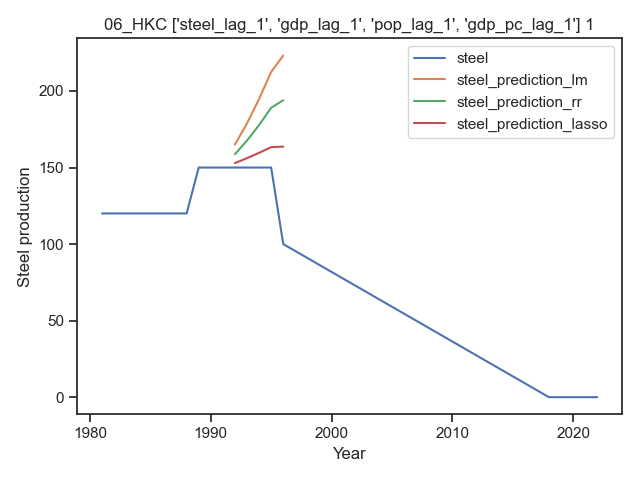 06_HKC ['steel_lag_1', 'gdp_lag_1', 'pop_lag_1', 'gdp_pc_lag_1'] 1
steel
steel_prediction_lm
steel_prediction_rr
steel_prediction_lasso
Steel production
200
150
100
50
0
1980 1990 2000 2010 2020
Year